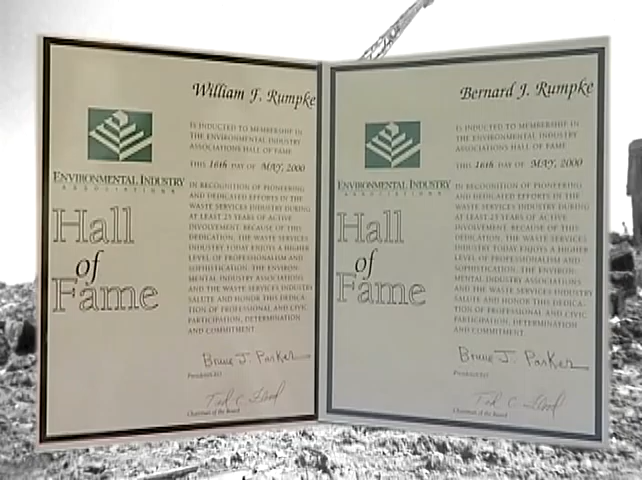 William F. Rumpke
IS INDUCTED TO MEMBERSHIP IN
THE ENVIRONMENTAL INDUSTRY
ASSOCIATIONS HALL OF FAME
THIS 16th DAY OF MAY, 2000
ENVIRONMENTAL INDUSTRY
ASSOCIATIONS
Hall
of
Fame
IN RECOGNITION OF PIONEERING
AND DEDICATED EFFORTS IN THE
WASTE SERVICES INDUSTRY DURING
AT LEAST 25 YEARS OF ACTIVE
INVOLVEMENT. BECAUSE OF THIS
DEDICATION, THE WASTE SERVICES
INDUSTRY TODAY ENJOYS A HIGHER
LEVEL OF PROFESSIONALISM AND
SOPHISTICATION. THE ENVIRON-
MENTAL INDUSTRY ASSOCIATIONS
AND THE WASTE SERVICES INDUSTRY
SALUTE AND HONOR THIS DEDICA-
TION OF PROFESSIONAL AND CIVIC
PARTICIPATION, DETERMINATION
AND COMMITMENT.
Bruce J. Parker
President/CEO
Chairman of the Board
Bernard J. Rumpke
IS INDUCTED TO MEMBERSHIP IN
THE ENVIRONMENTAL INDUSTRY
ASSOCIATIONS HALL OF FAME
THIS 16th DAY OF MAY, 2000
ENVIRONMENTAL INDUSTRY
ASSOCIATIONS
Hall
of
Fame
IN RECOGNITION OF PIONEERING
AND DEDICATED EFFORTS IN THE
WASTE SERVICES INDUSTRY DURING
AT LEAST 25 YEARS OF ACTIVE
INVOLVEMENT. BECAUSE OF THIS
DEDICATION, THE WASTE SERVICES
INDUSTRY TODAY ENJOYS A HIGHER
LEVEL OF PROFESSIONALISM AND
SOPHISTICATION. THE ENVIRON-
MENTAL INDUSTRY ASSOCIATIONS
AND THE WASTE SERVICES INDUSTRY
SALUTE AND HONOR THIS DEDICA-
TION OF PROFESSIONAL AND CIVIC
PARTICIPATION, DETERMINATION
AND COMMITMENT.
Bruce J. Parker
President/CEO
Chairman of the Board